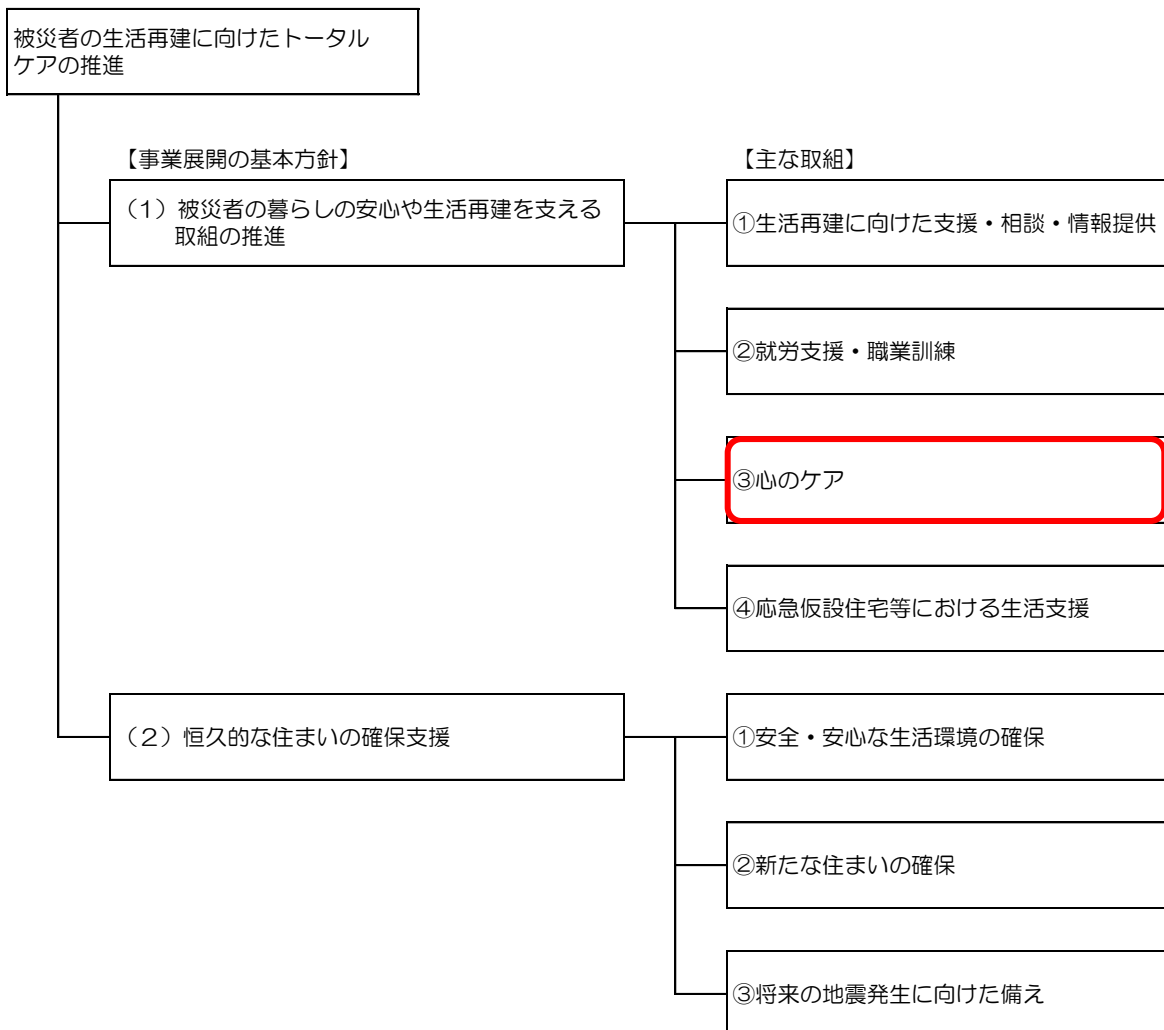 被災者の生活再建に向けたトータル
ケアの推進
【事業展開の基本方針】
【主な取組】
（1）被災者の暮らしの安心や生活再建を支える
取組の推進
①生活再建に向けた支援・相談・情報提供
②就労支援・職業訓練
③心のケア
④応急仮設住宅等における生活支援
（２）恒久的な住まいの確保支援
①安全・安心な生活環境の確保
②新たな住まいの確保
③将来の地震発生に向けた備え